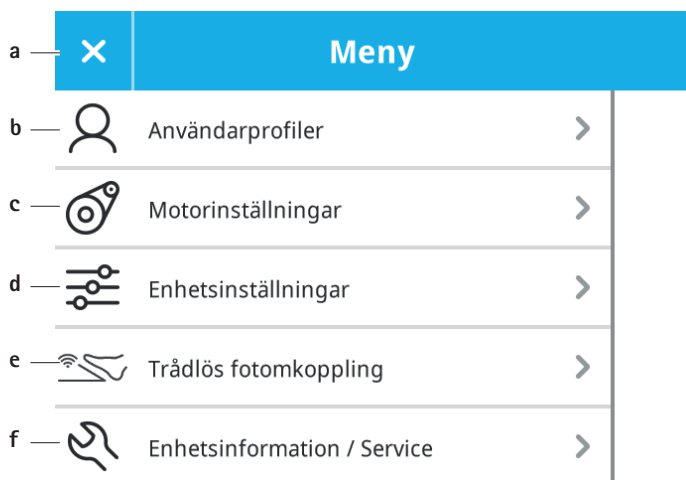 a Meny
b Användarprofiler
c Motorinställningar
d Enhetsinställningar
e Trådlös fotomkoppling
f Enhetsinformation / Service